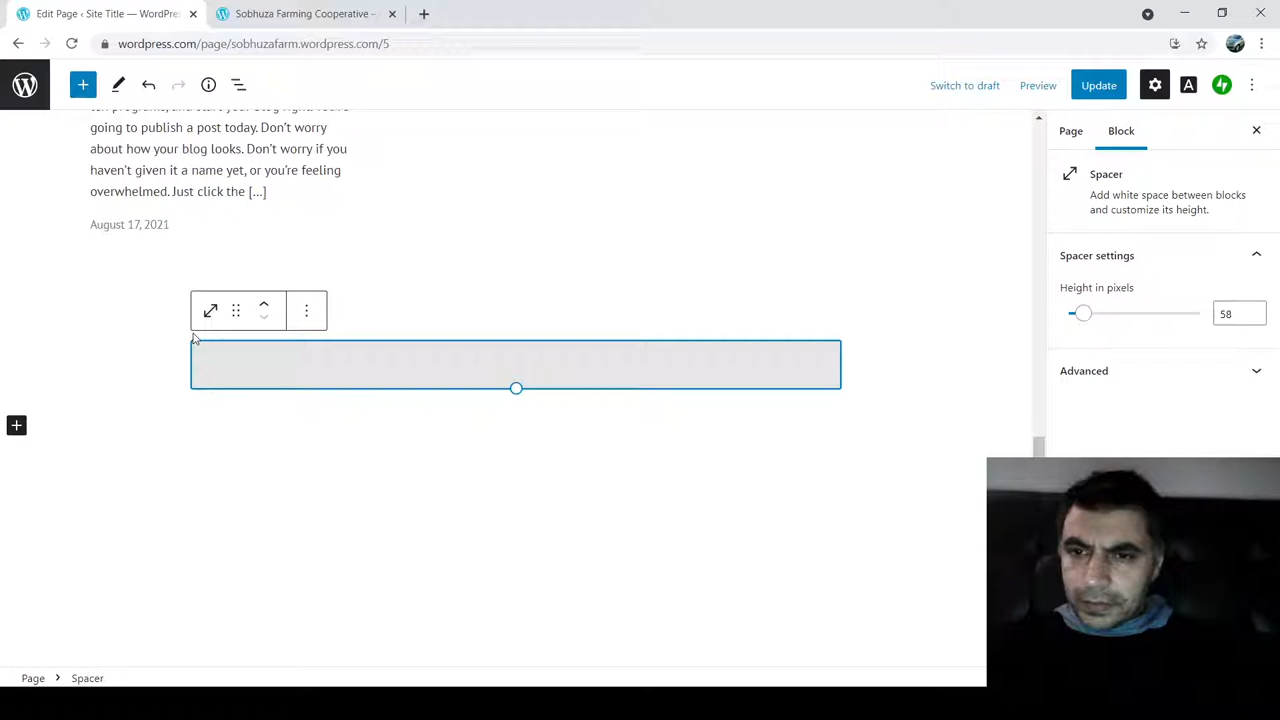 Edit Page ‹ Site Title — WordPres
Sobhuza Farming Cooperative –
wordpress.com/page/sobhuzafarm.wordpress.com/5
Switch to draft
Preview
Update
going to publish a post today. Don't worry
about how your blog looks. Don't worry if you
haven't given it a name yet, or you're feeling
overwhelmed. Just click the […]
August 17, 2021
Page
Block
Spacer
Add white space between blocks
and customize its height.
Spacer settings
Height in pixels
58
Advanced
Page
Spacer